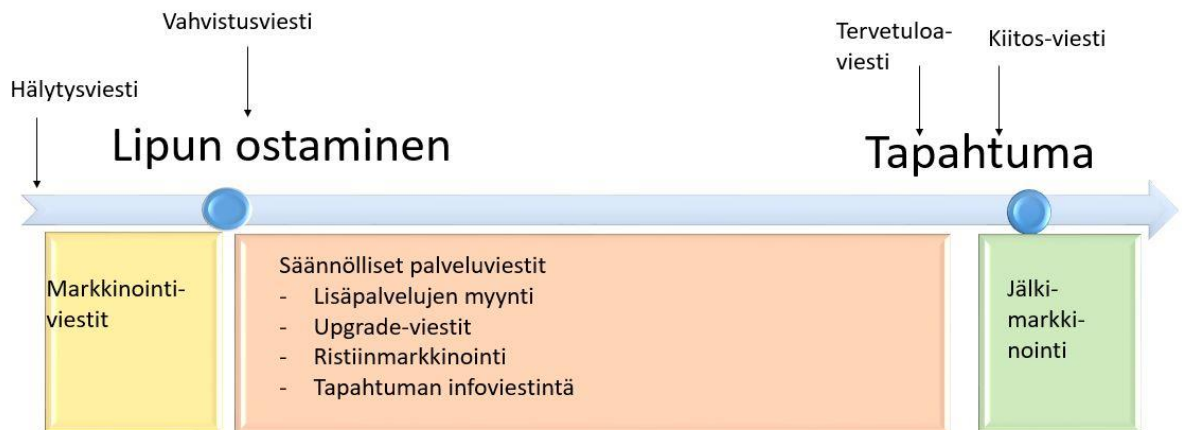 Vahvistusviesti
Hälytysviesti
Tervetuloa-
viesti
Kiitos-viesti
Lipun ostaminen
Tapahtuma
Markkinointi-
viestit
Säännölliset palveluviestit
- Lisäpalvelujen myynti
- Upgrade-viestit
- Ristiinmarkkinointi
- Tapahtuman infoviestintä
Jälki-
markki-
nointi